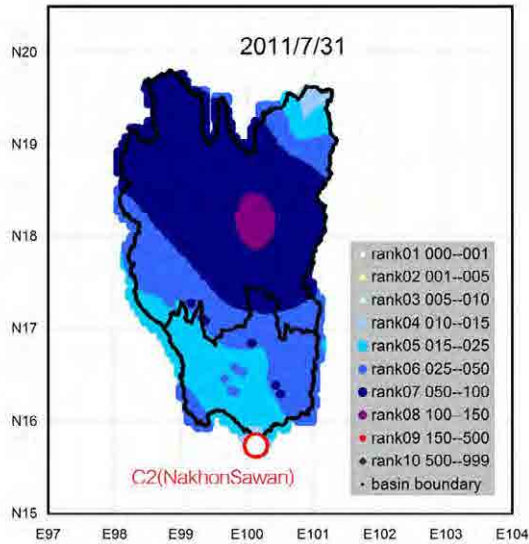 N20
2011/7/31
N19
N18
rank01 000--001
rank02 001--005
rank03 005--010
rank04 010--015
N17
rank05 015--025
rank06 025--050
rank07 050--100
rank08 100--150
N16
rank09 150--500
rank10 500--999
C2(NakhonSawan)
basin boundary
N15
E97 E98 E99 E100 E101 E102 E103 E104